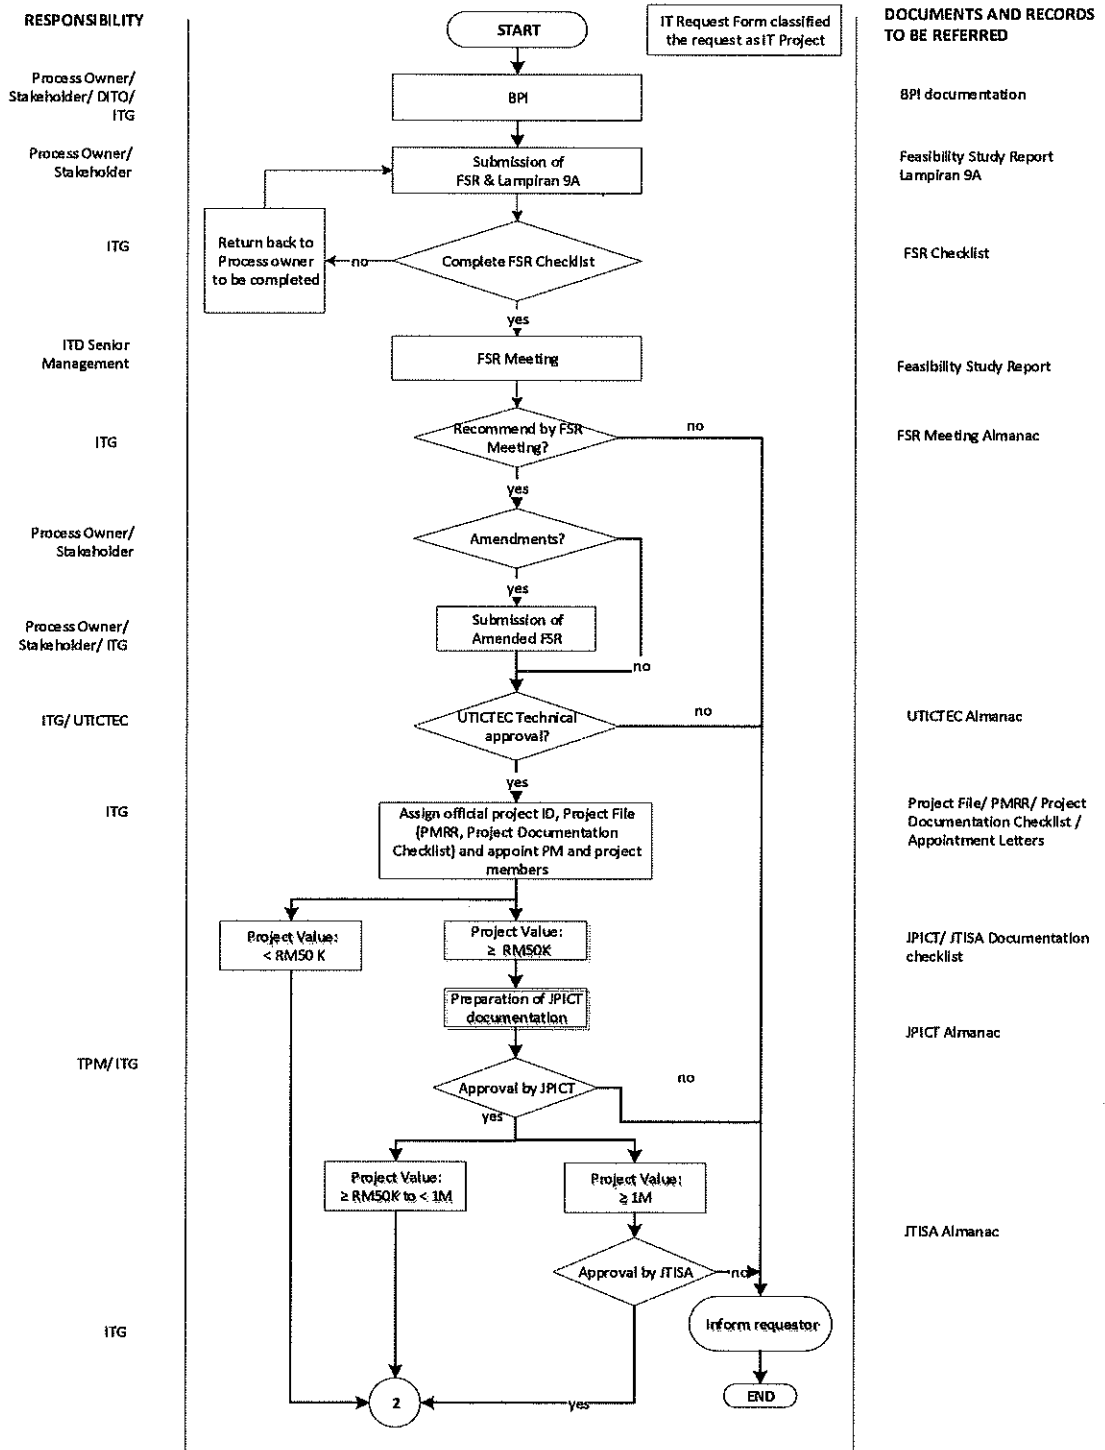 RESPONSIBILITY
START
IT Request Form classified
the request as IT Project
DOCUMENTS AND RECORDS
TO BE REFERRED
Process Owner/
Stakeholder/ DITO/
ITG
BPI
BPI documentation
Process Owner/
Stakeholder
Submission of
FSR & Lampiran 9A
Feasibility Study Report
Lampiran 9A
ITG
Return back to
Process owner
to be completed
no
Complete FSR Checklist
FSR Checklist
yes
ITD Senior
Management
FSR Meeting
Feasibility Study Report
ITG
Recommend by FSR
Meeting?
no
FSR Meeting Almanac
yes
Process Owner/
Stakeholder
Amendments?
yes
Process Owner/
Stakeholder/ ITG
Submission of
Amended FSR
no
ITG/ UTICTEC
UTICTEC Technical
approval?
no
UTICTEC Almanac
yes
ITG
Assign official project ID, Project File
(PMRR, Project Documentation
Checklist) and appoint PM and project
members
Project File/ PMRR/ Project
Documentation Checklist /
Appointment Letters
Project Value:
< RM50 K
Project Value:
≥ RM50K
JPICT/ JTISA Documentation
checklist
Preparation of JPICT
documentation
JPICT Almanac
TPM/ ITG
Approval by JPICT
no
yes
Project Value:
≥ RM50K to < 1M
Project Value:
≥ 1M
JTISA Almanac
Approval by JTISA
no
ITG
Inform requestor
2
yes
END